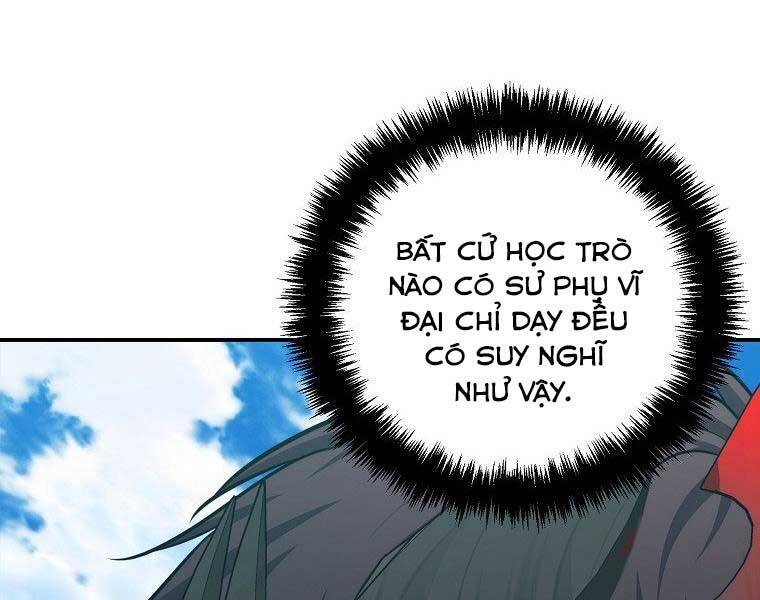 BẤT CỨ HỌC TRÒ
NÀO CÓ SƯ PHỤ VĨ
ĐẠI CHỈ DẠY ĐỀU
CÓ SUY NGHĨ
NHƯ VẬY.